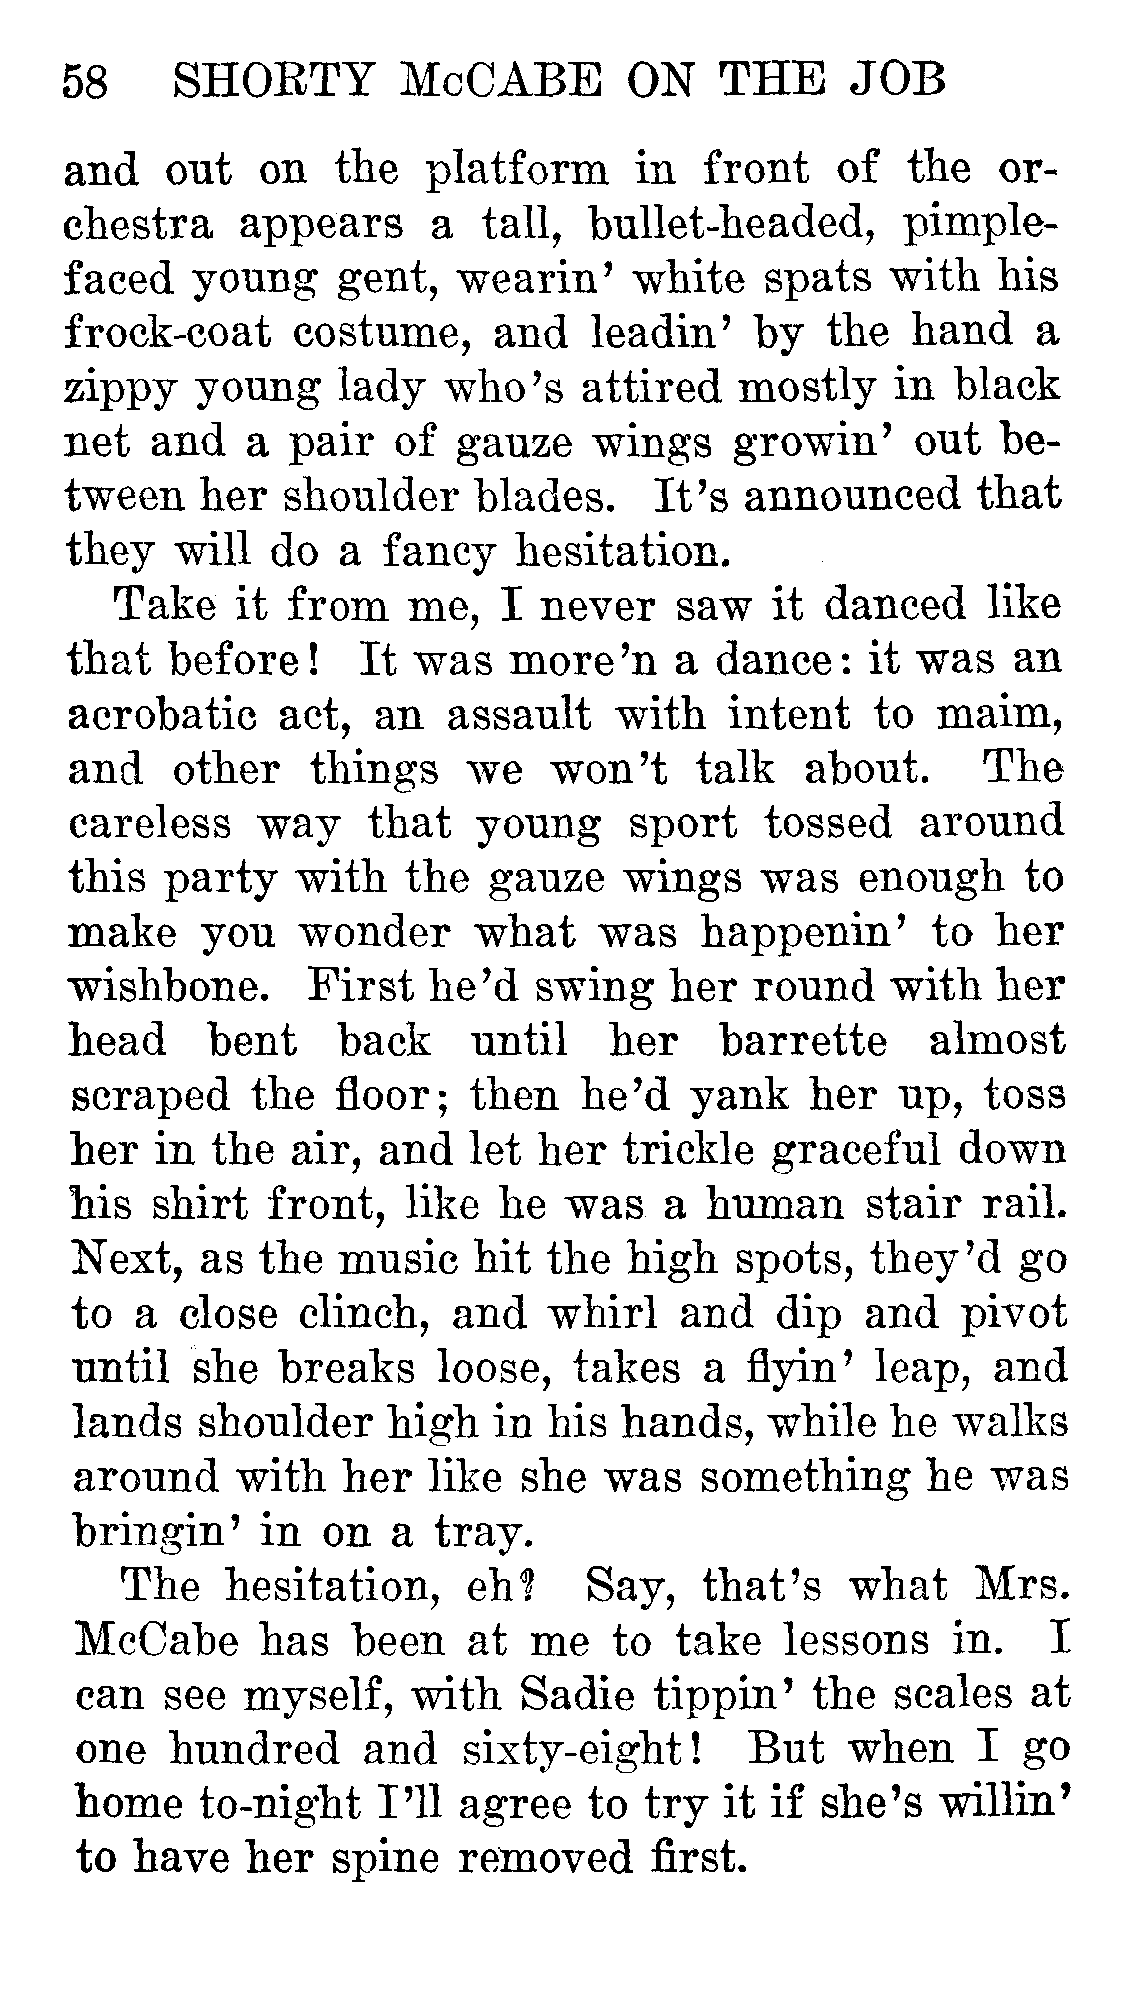 58 SHORTY McCABE ON THE JOB
and out on the platform in front of the or-
chestra appears a tall, bullet-headed, pimple-
faced young gent, wearin' white spats with his
frock-coat costume, and leadin' by the hand a
zippy young lady who's attired mostly in black
net and a pair of gauze wings growin' out be-
tween her shoulder blades. It's announced that
they will do a fancy hesitation.
Take it from me, I never saw it danced like
that before! It was more'n a dance: it was an
acrobatic act, an assault with intent to maim,
and other things we won't talk about. The
careless way that young sport tossed around
this party with the gauze wings was enough to
make you wonder what was happenin' to her
wishbone. First he'd swing her round with her
head bent back until her barrette almost
scraped the floor; then he'd yank her up, toss
her in the air, and let her trickle graceful down
his shirt front, like he was a human stair rail.
Next, as the music hit the high spots, they'd go
to a close clinch, and whirl and dip and pivot
until she breaks loose, takes a flyin' leap, and
lands shoulder high in his hands, while he walks
around with her like she was something he was
bringin' in on a tray.
The hesitation, eh? Say, that's what Mrs.
McCabe has been at me to take lessons in. I
can see myself, with Sadie tippin' the scales at
one hundred and sixty-eight! But when I go
home to-night I'll agree to try it if she's willin'
to have her spine removed first.